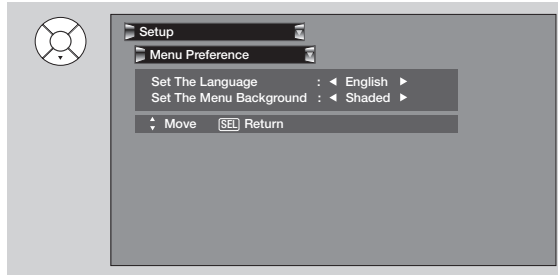 Setup
Menu Preference
Set The Language : ◄ English ►
Set The Menu Background : ◄ Shaded ►
Move SEL Return